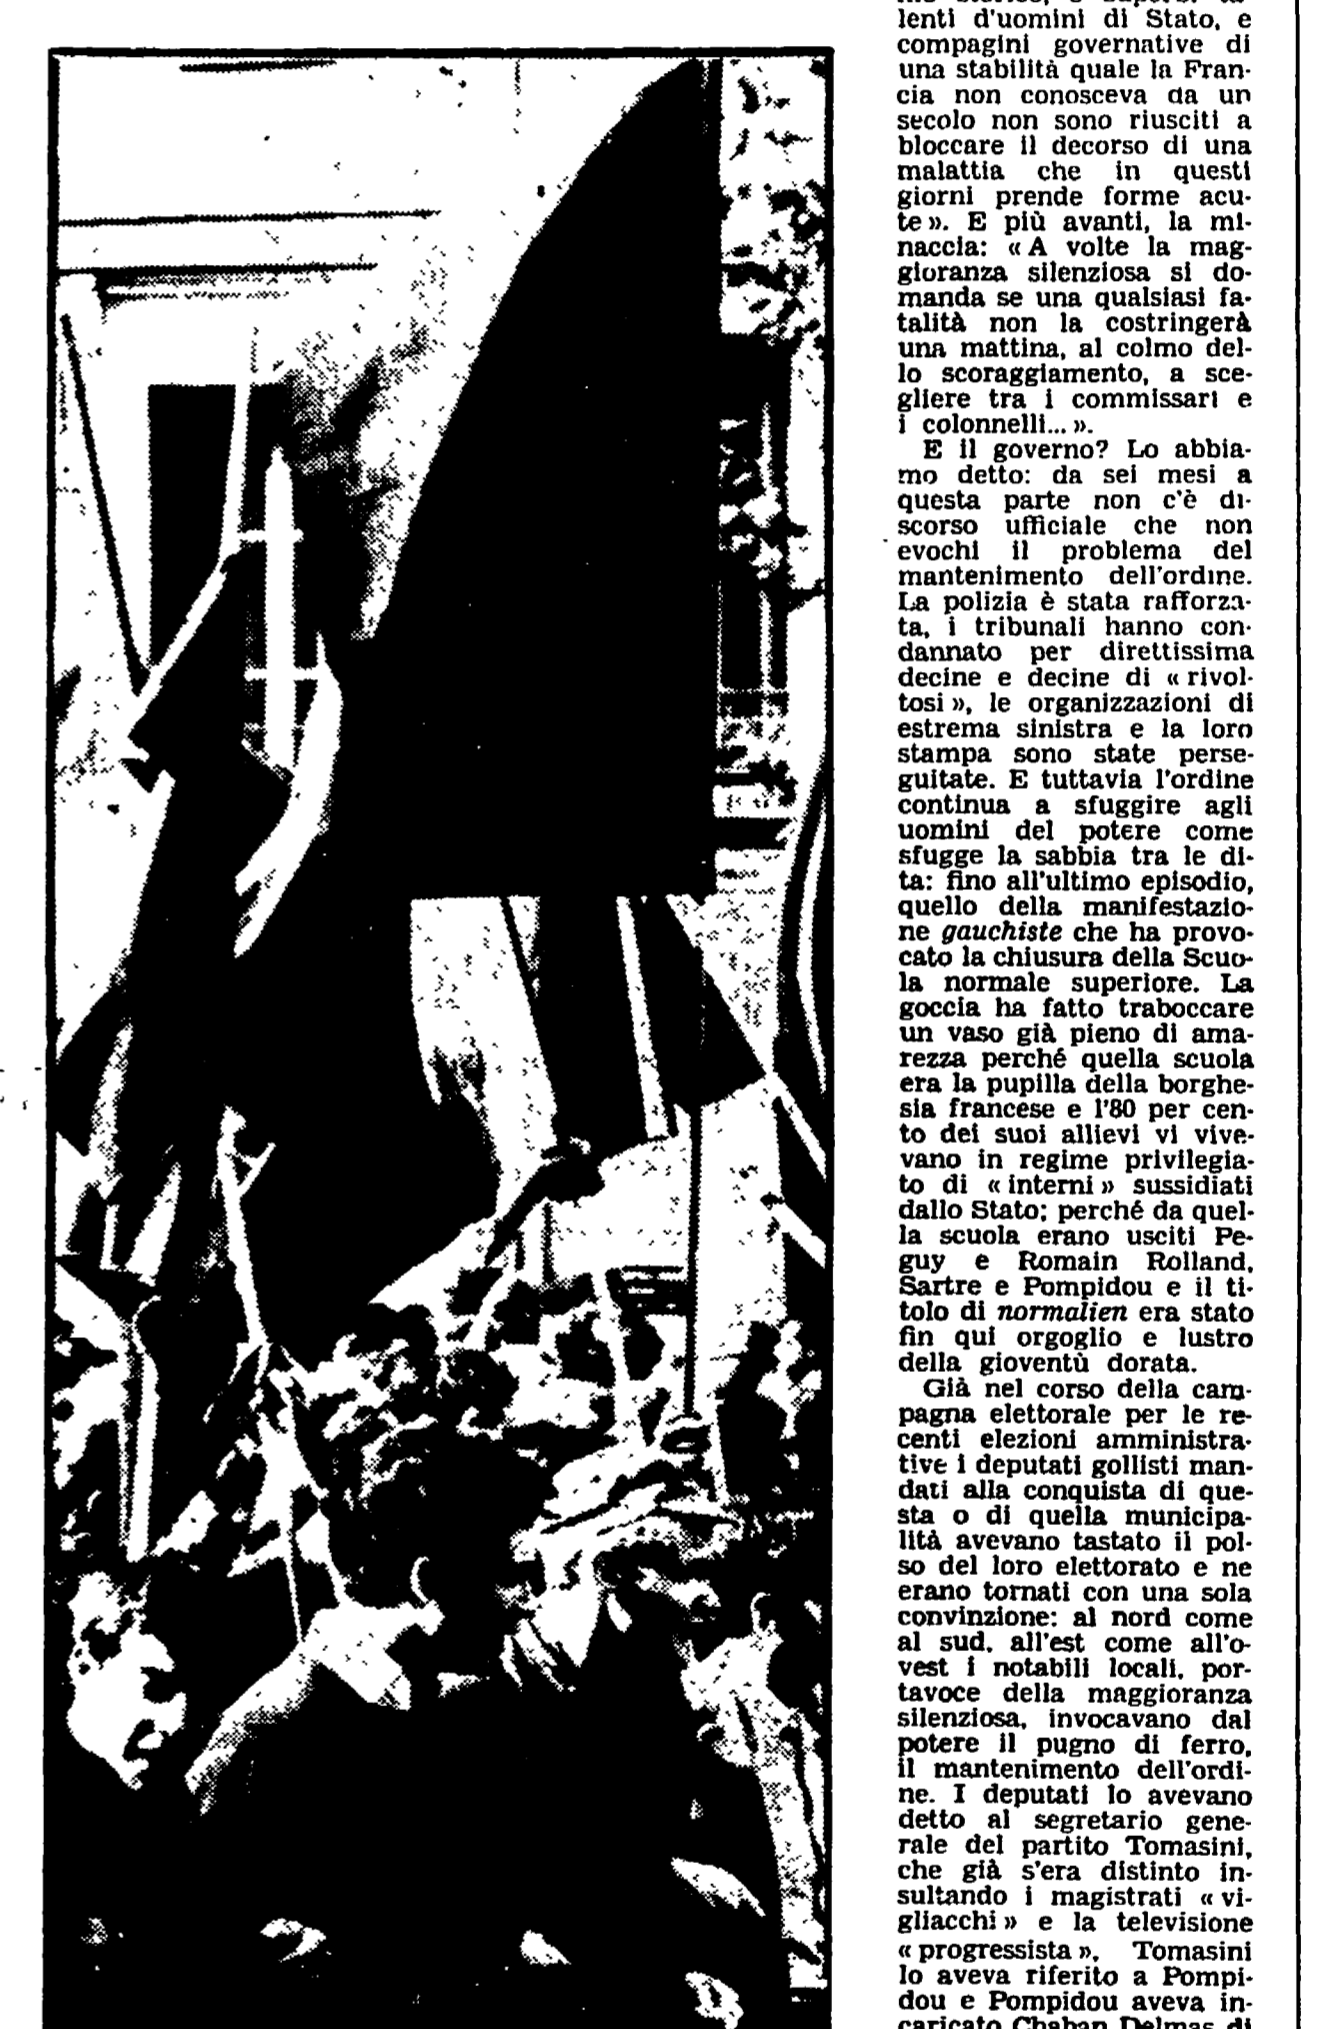 lenti d'uomini di Stato, e
compagini governative di
una stabilità quale la Fran-
cia non conosceva da un
secolo non sono riusciti a
bloccare il decorso di una
malattia che in questi
giorni prende forme acu-
te». E più avanti, la mi-
naccia: «A volte la mag-
gioranza silenziosa si do-
manda se una qualsiasi fa-
talità non la costringerà
una mattina, al colmo del-
lo scoraggiamento, a sce-
gliere tra i commissari e
i colonnelli...».
E il governo? Lo abbia-
mo detto: da sei mesi a
questa parte non c'è di-
scorso ufficiale che non
evochi il problema del
mantenimento dell'ordine.
La polizia è stata rafforza-
ta, i tribunali hanno con-
dannato per direttissima
decine e decine di «rivol-
tosi», le organizzazioni di
estrema sinistra e la loro
stampa sono state perse-
guitate. E tuttavia l'ordine
continua a sfuggire agli
uomini del potere come
sfugge la sabbia tra le di-
ta: fino all'ultimo episodio,
quello della manifestazio-
ne gauchiste che ha provo-
cato la chiusura della Scuo-
la normale superiore. La
goccia ha fatto traboccare
un vaso già pieno di ama-
rezza perché quella scuola
era la pupilla della borghe-
sia francese e l'80 per cen-
to dei suoi allievi vi vive-
vano in regime privilegia-
to di «interni» sussidiati
dallo Stato; perché da quel-
la scuola erano usciti Pe-
guy e Romain Rolland,
Sartre e Pompidou e il ti-
tolo di normalien era stato
fin qui orgoglio e lustro
della gioventù dorata.
Già nel corso della cam-
pagna elettorale per le re-
centi elezioni amministra-
tive i deputati gollisti man-
dati alla conquista di que-
sta o di quella municipa-
lità avevano tastato il pol-
so del loro elettorato e ne
erano tornati con una sola
convinzione: al nord come
al sud, all'est come all'o-
vest i notabili locali, por-
tavoce della maggioranza
silenziosa, invocavano dal
potere il pugno di ferro,
il mantenimento dell'ordi-
ne. I deputati lo avevano
detto al segretario gene-
rale del partito Tomasini,
che già s'era distinto in-
sultando i magistrati «vi-
gliacchi» e la televisione
«progressista». Tomasini
lo aveva riferito a Pompi-
dou e Pompidou aveva in-
caricato Chaban Delmas di